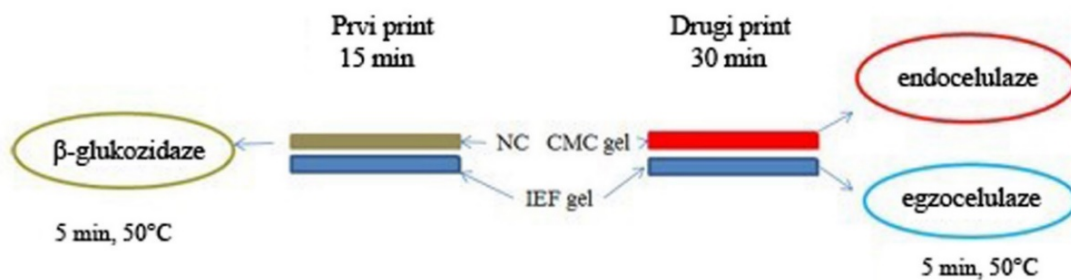 Prvi print
15 min
Drugi print
30 min
endocelulaze
β-glukozidaze
NC
CMC gel
IEF gel
egzocelulaze
5 min, 50°C
5 min, 50°C